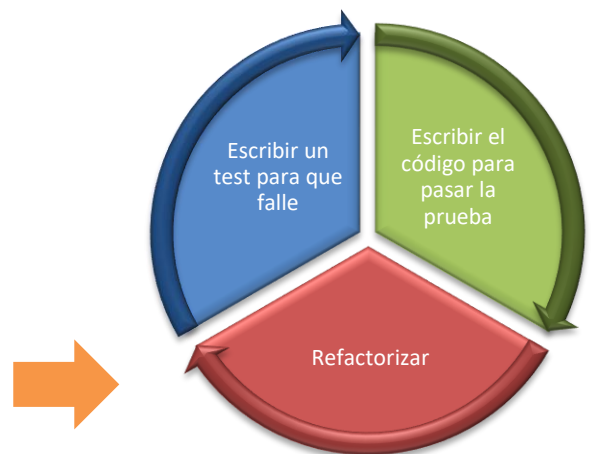 Escribir un
test para que
falle
Escribir el
código para
pasar la
prueba
Refactorizar